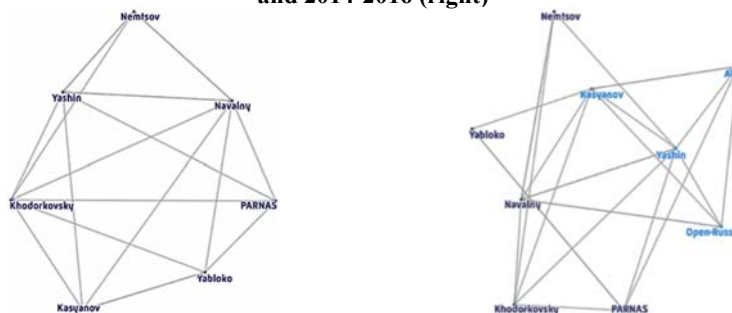 and 2014-2016 (right)
Nemtsov
Yashin
Navalny
Khodorkovsky
PARNAS
Yabloko
Kasyanov
Nemtsov
Kasyanov
Yabloko
Yashin
Navalny
Open-Russ
Khodorkovsky
PARNAS